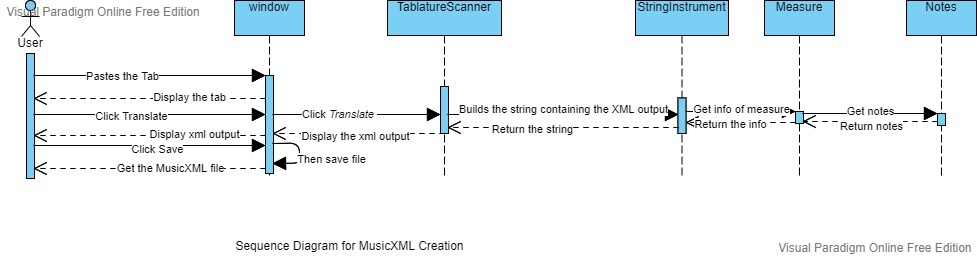 Visual Paradigm Online Free Edition
window
TablatureScanner
StringInstrument
Measure
Notes
User
Pastes the Tab
Display the tab
Click Translate
Click Translate
Builds the string containing the XML output
Get info of measure
Get notes
Display xml output
Display the xml output
Return the string
Return the info
Return notes
Click Save
Then save file
Get the MusicXML file
Sequence Diagram for MusicXML Creation
Visual Paradigm Online Free Edition